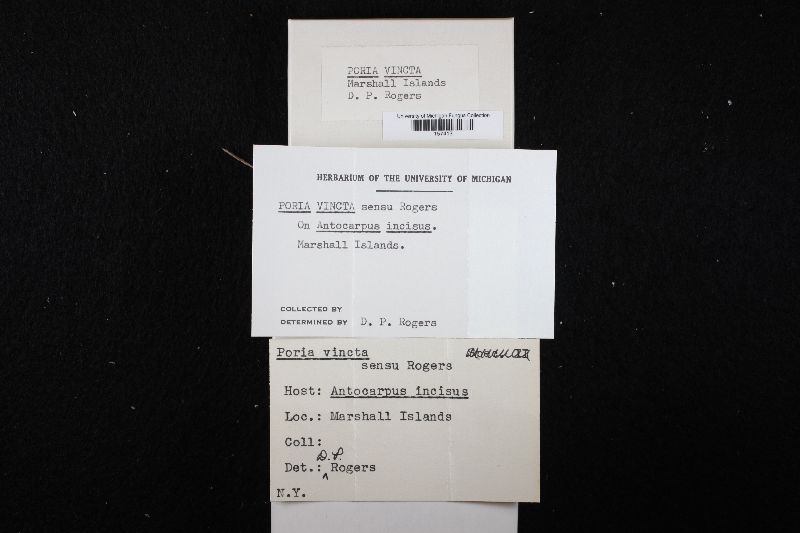 PORIA VINCTA
Marshall Islands
D. P. Rogers
University of Michigan Fungus Collection
HERBARIUM OF THE UNIVERSITY OF MICHIGAN
PORIA VINCTA sensu Rogers
On Antocarpus incisus.
Marshall Islands.
COLLECTED BY
DETERMINED BY D. P. Rogers
Poria vincta
sensu Rogers
Host: Antocarpus incisus
Loc.: Marshall Islands
Coll:
D.P.
Det.: Rogers
N.Y.